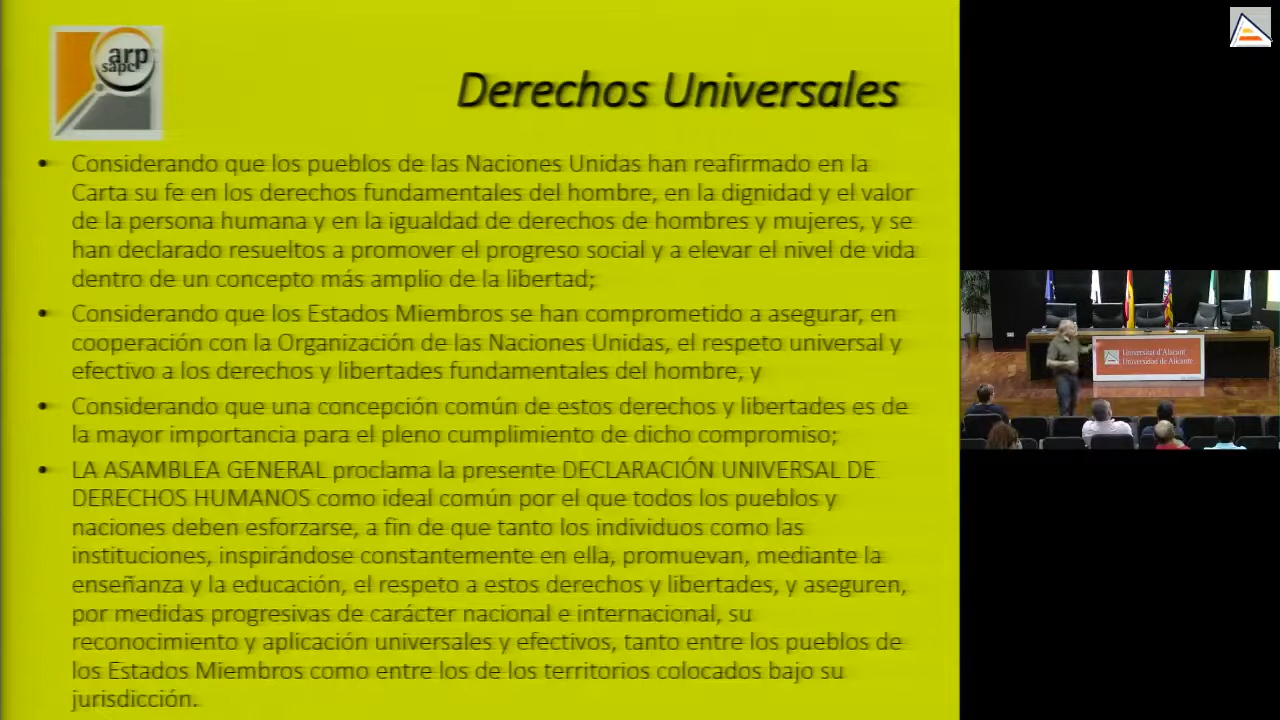 arp
sapc
Derechos Universales
• Considerando que los pueblos de las Naciones Unidas han reafirmado en la
Carta su fe en los derechos fundamentales del hombre, en la dignidad y el valor
de la persona humana y en la igualdad de derechos de hombres y mujeres, y se
han declarado resueltos a promover el progreso social y a elevar el nivel de vida
dentro de un concepto más amplio de la libertad;
• Considerando que los Estados Miembros se han comprometido a asegurar, en
cooperación con la Organización de las Naciones Unidas, el respeto universal y
efectivo a los derechos y libertades fundamentales del hombre, y
• Considerando que una concepción común de estos derechos y libertades es de
la mayor importancia para el pleno cumplimiento de dicho compromiso;
• LA ASAMBLEA GENERAL proclama la presente DECLARACIÓN UNIVERSAL DE
DERECHOS HUMANOS como ideal común por el que todos los pueblos y
naciones deben esforzarse, a fin de que tanto los individuos como las
instituciones, inspirándose constantemente en ella, promuevan, mediante la
enseñanza y la educación, el respeto a estos derechos y libertades, y aseguren,
por medidas progresivas de carácter nacional e internacional, su
reconocimiento y aplicación universales y efectivos, tanto entre los pueblos de
los Estados Miembros como entre los de los territorios colocados bajo su
jurisdicción.
Universitat d'Alacant
Universidad de Alicante